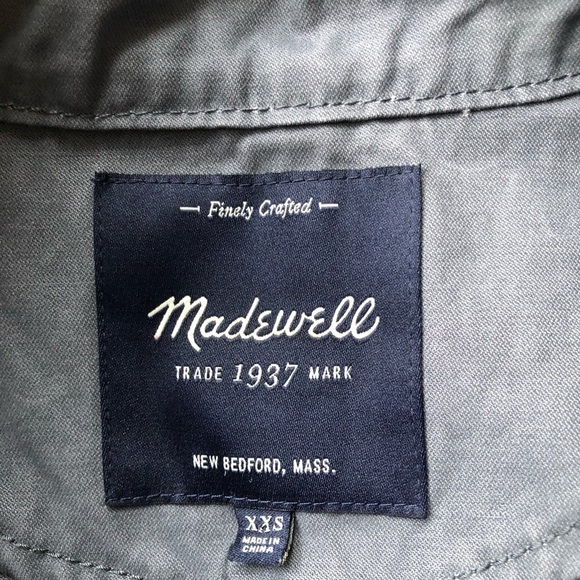 Finely Crafted
Madewell
TRADE 1937 MARK
NEW BEDFORD, MASS.
XXS
MADE IN
CHINA